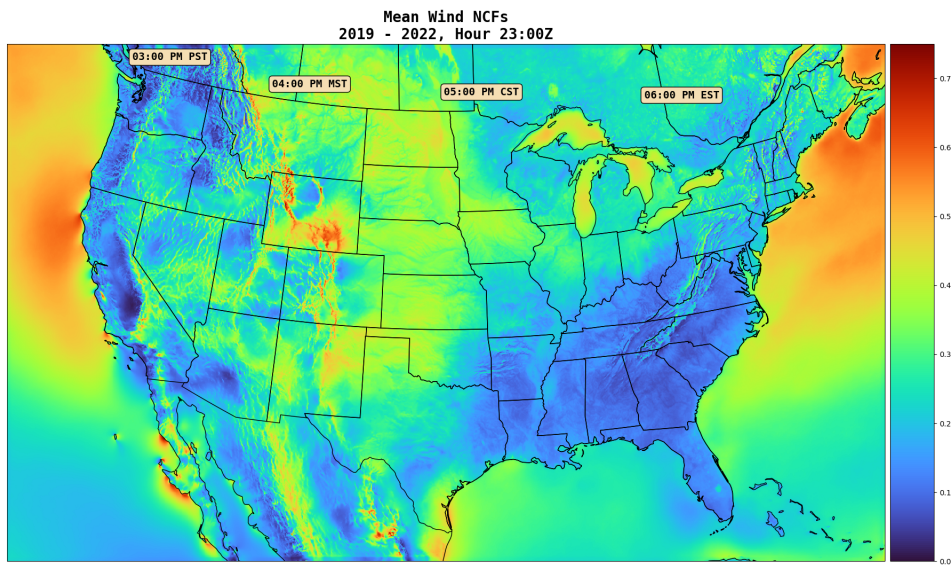 Mean Wind NCFs
2019 - 2022, Hour 23:00Z
03:00 PM PST
04:00 PM MST
05:00 PM CST
06:00 PM EST
0.7
0.6
0.5
0.4
0.3
0.2
0.1
0.0